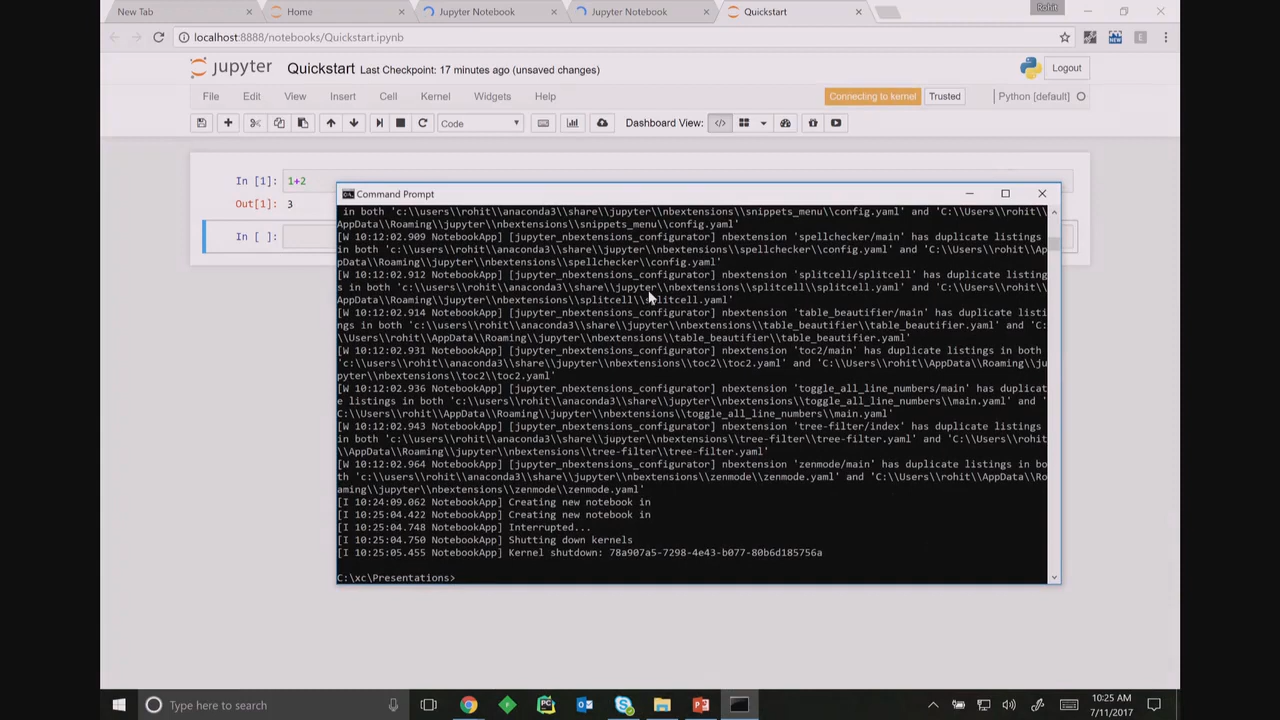 New Tab
Home
Jupyter Notebook
Jupyter Notebook
Quickstart
Rohit
localhost:8888/notebooks/Quickstart.ipynb
NEW
E
jupyter Quickstart Last Checkpoint: 17 minutes ago (unsaved changes)
Logout
File Edit View Insert Cell Kernel Widgets Help
Connecting to kernel Trusted Python [default]
Code
Dashboard View:
In [1]: 1+2
Out[1]: 3
In [ ]:
Command Prompt
in both 'c:\\users\\rohit\\anaconda3\\share\\jupyter\\nbextensions\\snippets_menu\\config.yaml' and 'C:\\Users\\rohit\\
AppData\\Roaming\\jupyter\\nbextensions\\snippets_menu\\config.yaml'
[W 10:12:02.909 NotebookApp] [jupyter_nbextensions_configurator] nbextension 'spellchecker/main' has duplicate listings
in both 'c:\\users\\rohit\\anaconda3\\share\\jupyter\\nbextensions\\spellchecker\\config.yaml' and 'C:\\Users\\rohit\\Ap
pData\\Roaming\\jupyter\\nbextensions\\spellchecker\\config.yaml'
[W 10:12:02.912 NotebookApp] [jupyter_nbextensions_configurator] nbextension 'splitcell/splitcell' has duplicate listing
s in both 'c:\\users\\rohit\\anaconda3\\share\\jupyter\\nbextensions\\splitcell\\splitcell.yaml' and 'C:\\Users\\rohit\\
AppData\\Roaming\\jupyter\\nbextensions\\splitcell\\splitcell.yaml'
[W 10:12:02.914 NotebookApp] [jupyter_nbextensions_configurator] nbextension 'table_beautifier/main' has duplicate listi
ngs in both 'c:\\users\\rohit\\anaconda3\\share\\jupyter\\nbextensions\\table_beautifier\\table_beautifier.yaml' and 'C:
\\Users\\rohit\\AppData\\Roaming\\jupyter\\nbextensions\\table_beautifier\\table_beautifier.yaml'
[W 10:12:02.931 NotebookApp] [jupyter_nbextensions_configurator] nbextension 'toc2/main' has duplicate listings in both
'c:\\users\\rohit\\anaconda3\\share\\jupyter\\nbextensions\\toc2\\toc2.yaml' and 'C:\\Users\\rohit\\AppData\\Roaming\\ju
pyter\\nbextensions\\toc2\\toc2.yaml'
[W 10:12:02.936 NotebookApp] [jupyter_nbextensions_configurator] nbextension 'toggle_all_line_numbers/main' has duplicat
e listings in both 'c:\\users\\rohit\\anaconda3\\share\\jupyter\\nbextensions\\toggle_all_line_numbers\\main.yaml' and '
C:\\Users\\rohit\\AppData\\Roaming\\jupyter\\nbextensions\\toggle_all_line_numbers\\main.yaml'
[W 10:12:02.943 NotebookApp] [jupyter_nbextensions_configurator] nbextension 'tree-filter/index' has duplicate listings
in both 'c:\\users\\rohit\\anaconda3\\share\\jupyter\\nbextensions\\tree-filter\\tree-filter.yaml' and 'C:\\Users\\rohit
\\AppData\\Roaming\\jupyter\\nbextensions\\tree-filter\\tree-filter.yaml'
[W 10:12:02.964 NotebookApp] [jupyter_nbextensions_configurator] nbextension 'zenmode/main' has duplicate listings in bo
th 'c:\\users\\rohit\\anaconda3\\share\\jupyter\\nbextensions\\zenmode\\zenmode.yaml' and 'C:\\Users\\rohit\\AppData\\Ro
aming\\jupyter\\nbextensions\\zenmode\\zenmode.yaml'
[I 10:24:09.062 NotebookApp] Creating new notebook in
[I 10:25:04.422 NotebookApp] Creating new notebook in
[I 10:25:04.748 NotebookApp] Interrupted...
[I 10:25:04.750 NotebookApp] Shutting down kernels
[I 10:25:05.455 NotebookApp] Kernel shutdown: 78a907a5-7298-4e43-b077-80b6d185756a
C:\xc\Presentations>
Type here to search
10:25 AM
7/11/2017